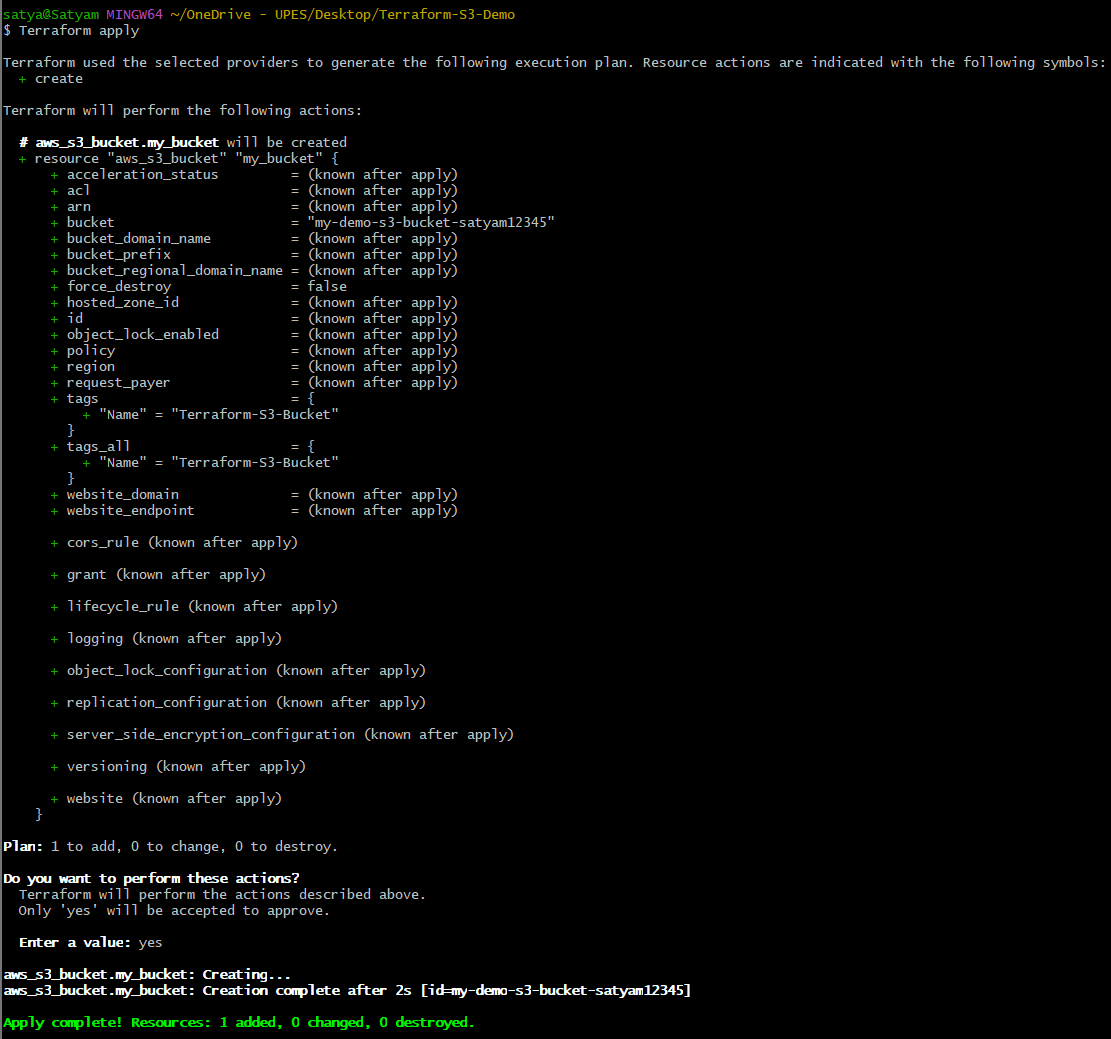 satya@Satyam MINGW64 ~/OneDrive - UPES/Desktop/Terraform-S3-Demo
$ Terraform apply
Terraform used the selected providers to generate the following execution plan. Resource actions are indicated with the following symbols:
+ create
Terraform will perform the following actions:
# aws_s3_bucket.my_bucket will be created
+ resource "aws_s3_bucket" "my_bucket" {
+ acceleration_status = (known after apply)
+ acl = (known after apply)
+ arn = (known after apply)
+ bucket = "my-demo-s3-bucket-satyam12345"
+ bucket_domain_name = (known after apply)
+ bucket_prefix = (known after apply)
+ bucket_regional_domain_name = (known after apply)
+ force_destroy = false
+ hosted_zone_id = (known after apply)
+ id = (known after apply)
+ object_lock_enabled = (known after apply)
+ policy = (known after apply)
+ region = (known after apply)
+ request_payer = (known after apply)
+ tags = {
+ "Name" = "Terraform-S3-Bucket"
}
+ tags_all = {
+ "Name" = "Terraform-S3-Bucket"
}
+ website_domain = (known after apply)
+ website_endpoint = (known after apply)
+ cors_rule (known after apply)
+ grant (known after apply)
+ lifecycle_rule (known after apply)
+ logging (known after apply)
+ object_lock_configuration (known after apply)
+ replication_configuration (known after apply)
+ server_side_encryption_configuration (known after apply)
+ versioning (known after apply)
+ website (known after apply)
}
Plan: 1 to add, 0 to change, 0 to destroy.
Do you want to perform these actions?
Terraform will perform the actions described above.
Only 'yes' will be accepted to approve.
Enter a value: yes
aws_s3_bucket.my_bucket: Creating...
aws_s3_bucket.my_bucket: Creation complete after 2s [id=my-demo-s3-bucket-satyam12345]
Apply complete! Resources: 1 added, 0 changed, 0 destroyed.